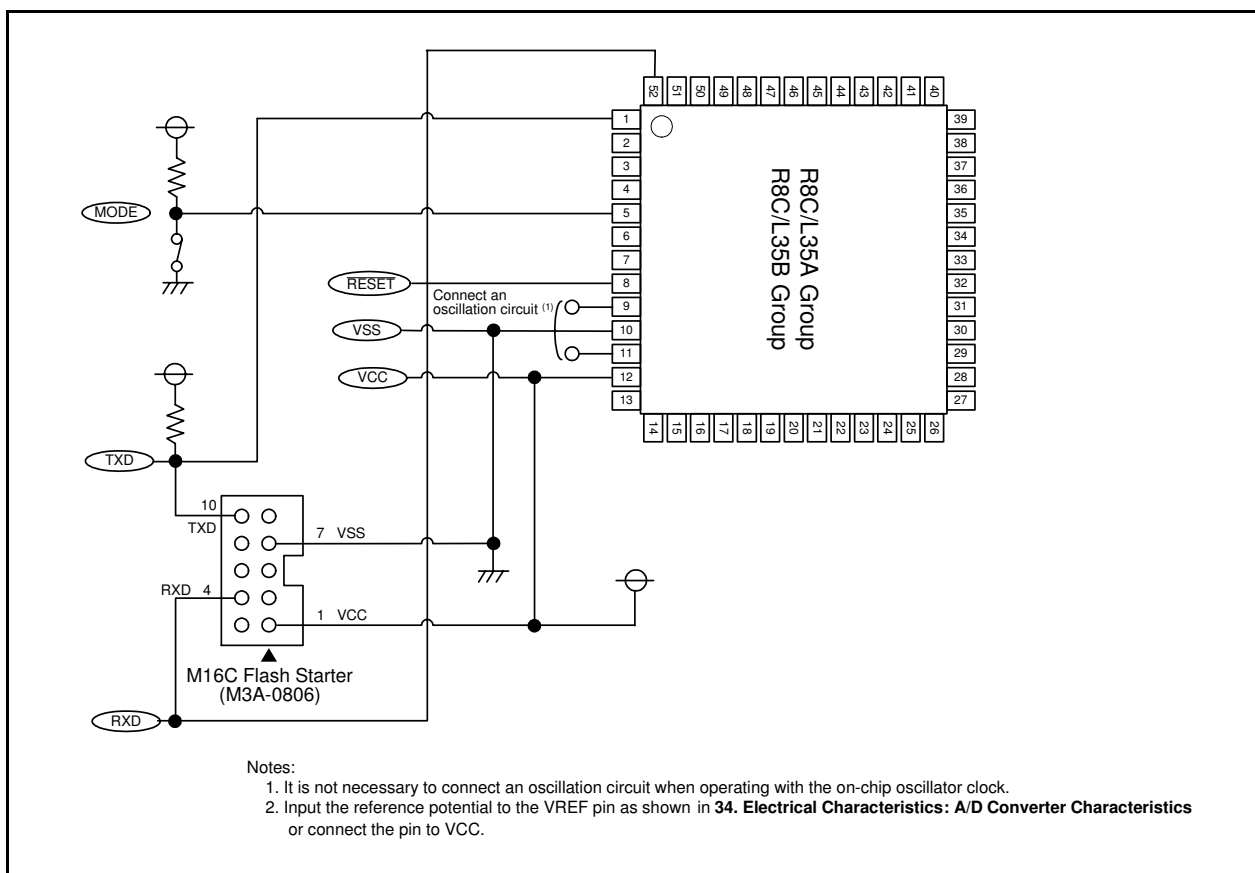 52 51 50 49 48 47 46 45 44 43 42 41 40
1
2
3
4
5
6
7
8
9
10
11
12
13
39
38
37
36
35
34
33
32
31
30
29
28
27
14 15 16 17 18 19 20 21 22 23 24 25 26
R8C/L35A Group
R8C/L35B Group
MODE
RESET
Connect an
oscillation circuit (1)
VSS
VCC
TXD
10
TXD
7 VSS
RXD 4
1 VCC
M16C Flash Starter
(M3A-0806)
RXD
Notes:
1. It is not necessary to connect an oscillation circuit when operating with the on-chip oscillator clock.
2. Input the reference potential to the VREF pin as shown in 34. Electrical Characteristics: A/D Converter Characteristics
or connect the pin to VCC.